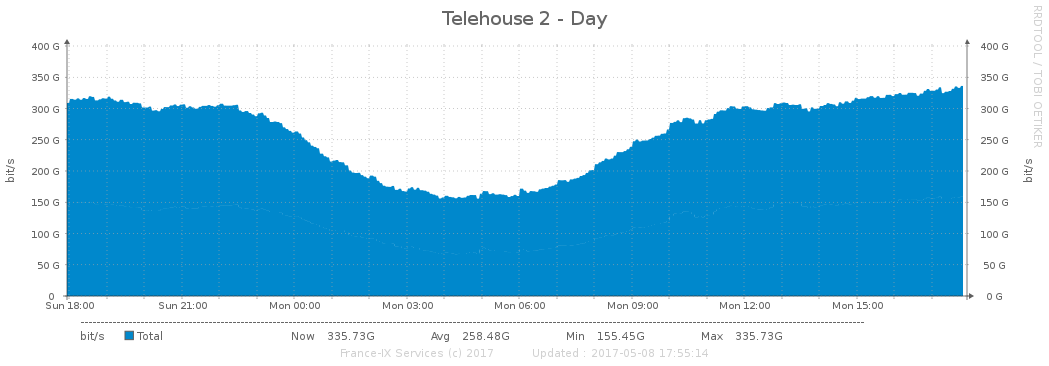 Telehouse 2 - Day
RRDTOOL / TOBI OETIKER
400 G 400 G
350 G 350 G
300 G 300 G
250 G 250 G
200 G 200 G
150 G 150 G
100 G 100 G
50 G 50 G
0 0 G
bit/s bit/s
Sun 18:00 Sun 21:00 Mon 00:00 Mon 03:00 Mon 06:00 Mon 09:00 Mon 12:00 Mon 15:00
bit/s Total Now 335.73G Avg 258.48G Min 155.45G Max 335.73G
France-IX Services (c) 2017 Updated : 2017-05-08 17:55:14